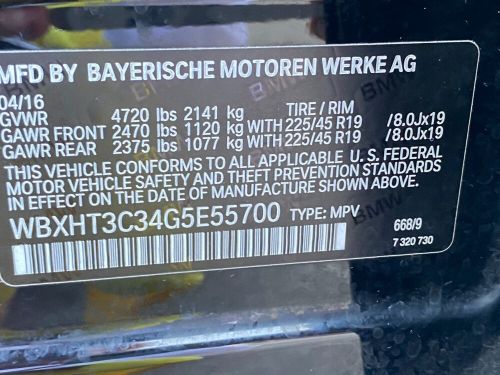 MFD BY BAYERISCHE MOTOREN WERKE AG
04/16
GVWR 4720 lbs 2141 kg TIRE / RIM
GAWR FRONT 2470 lbs 1120 kg WITH 225/45 R19 /8.0Jx19
GAWR REAR 2375 lbs 1077 kg WITH 225/45 R19 /8.0Jx19
THIS VEHICLE CONFORMS TO ALL APPLICABLE U. S. FEDERAL
MOTOR VEHICLE SAFETY AND THEFT PREVENTION STANDARDS
IN EFFECT ON THE DATE OF MANUFACTURE SHOWN ABOVE.
WBXHT3C34G5E55700 TYPE: MPV
668/9
7 320 730